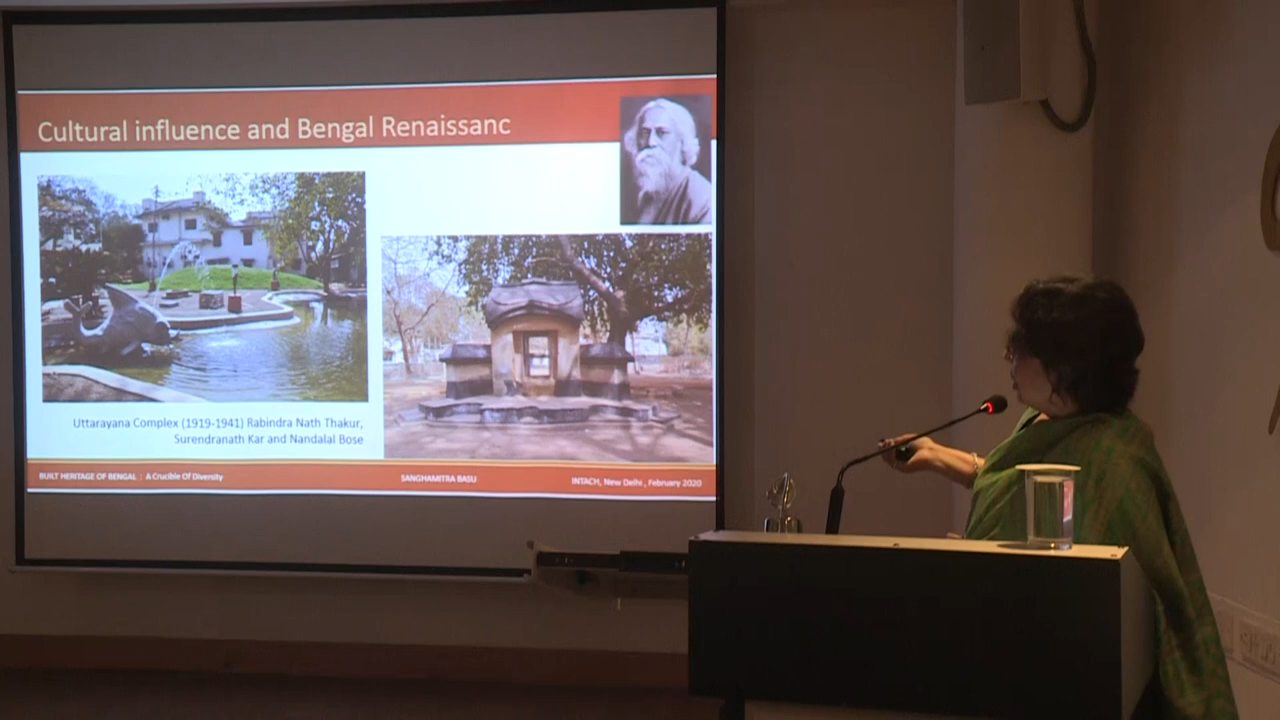 Cultural influence and Bengal Renaissanc
Uttarayana Complex (1919-1941) Rabindra Nath Thakur,
Surendranath Kar and Nandalal Bose
BUILT HERITAGE OF BENGAL : A Crucible Of Diversity
SANGHAMITRA BASU
INTACH, New Delhi , February 2020